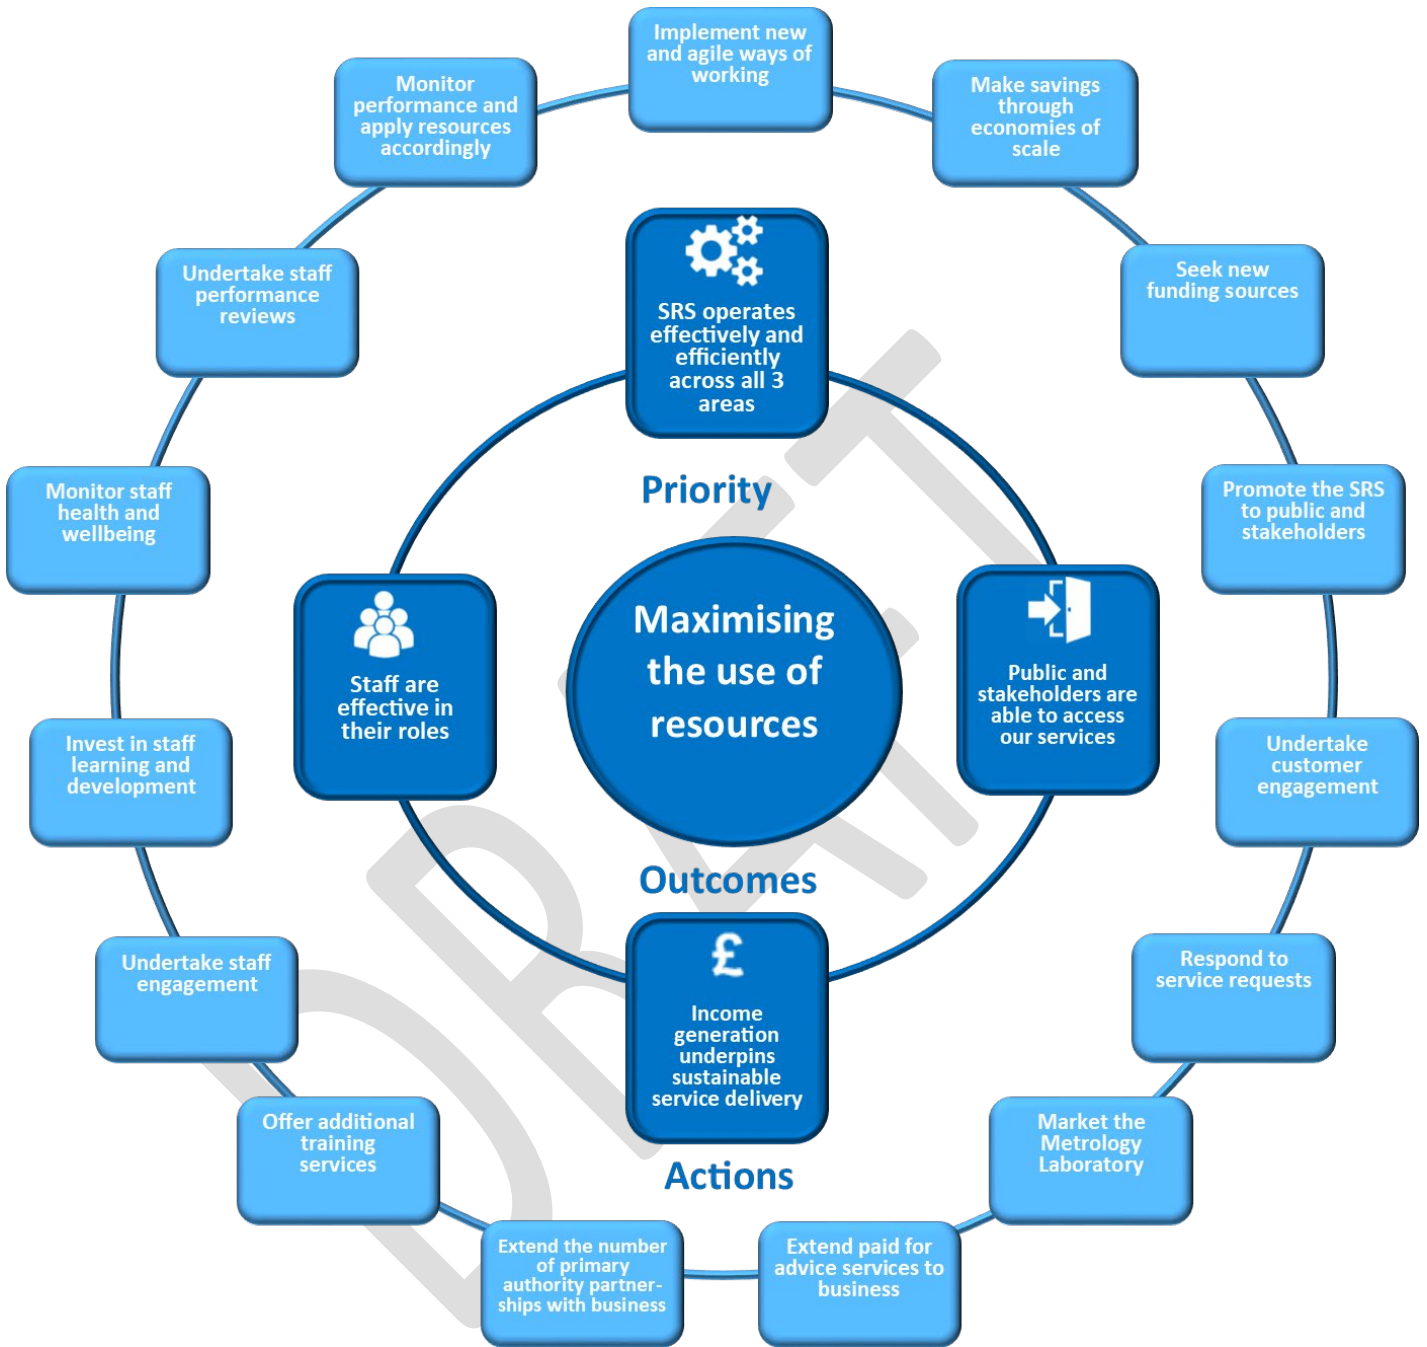 Implement new
and agile ways of
working
Monitor
performance and
apply resources
accordingly
Make savings
through
economies of
scale
Undertake staff
performance
reviews
SRS operates
effectively and
efficiently
across all 3
areas
Seek new
funding sources
Priority
Monitor staff
health and
wellbeing
Promote the SRS
to public and
stakeholders
Staff are
effective in
their roles
Maximising
the use of
resources
Public and
stakeholders are
able to access
our services
Invest in staff
learning and
development
Undertake
customer
engagement
Outcomes
£
Income
generation
underpins
sustainable
service delivery
Undertake staff
engagement
Respond to
service requests
Offer additional
training
services
Actions
Market the
Metrology
Laboratory
Extend the number
of primary
authority partner-
ships with business
Extend paid for
advice services to
business
DRAFT